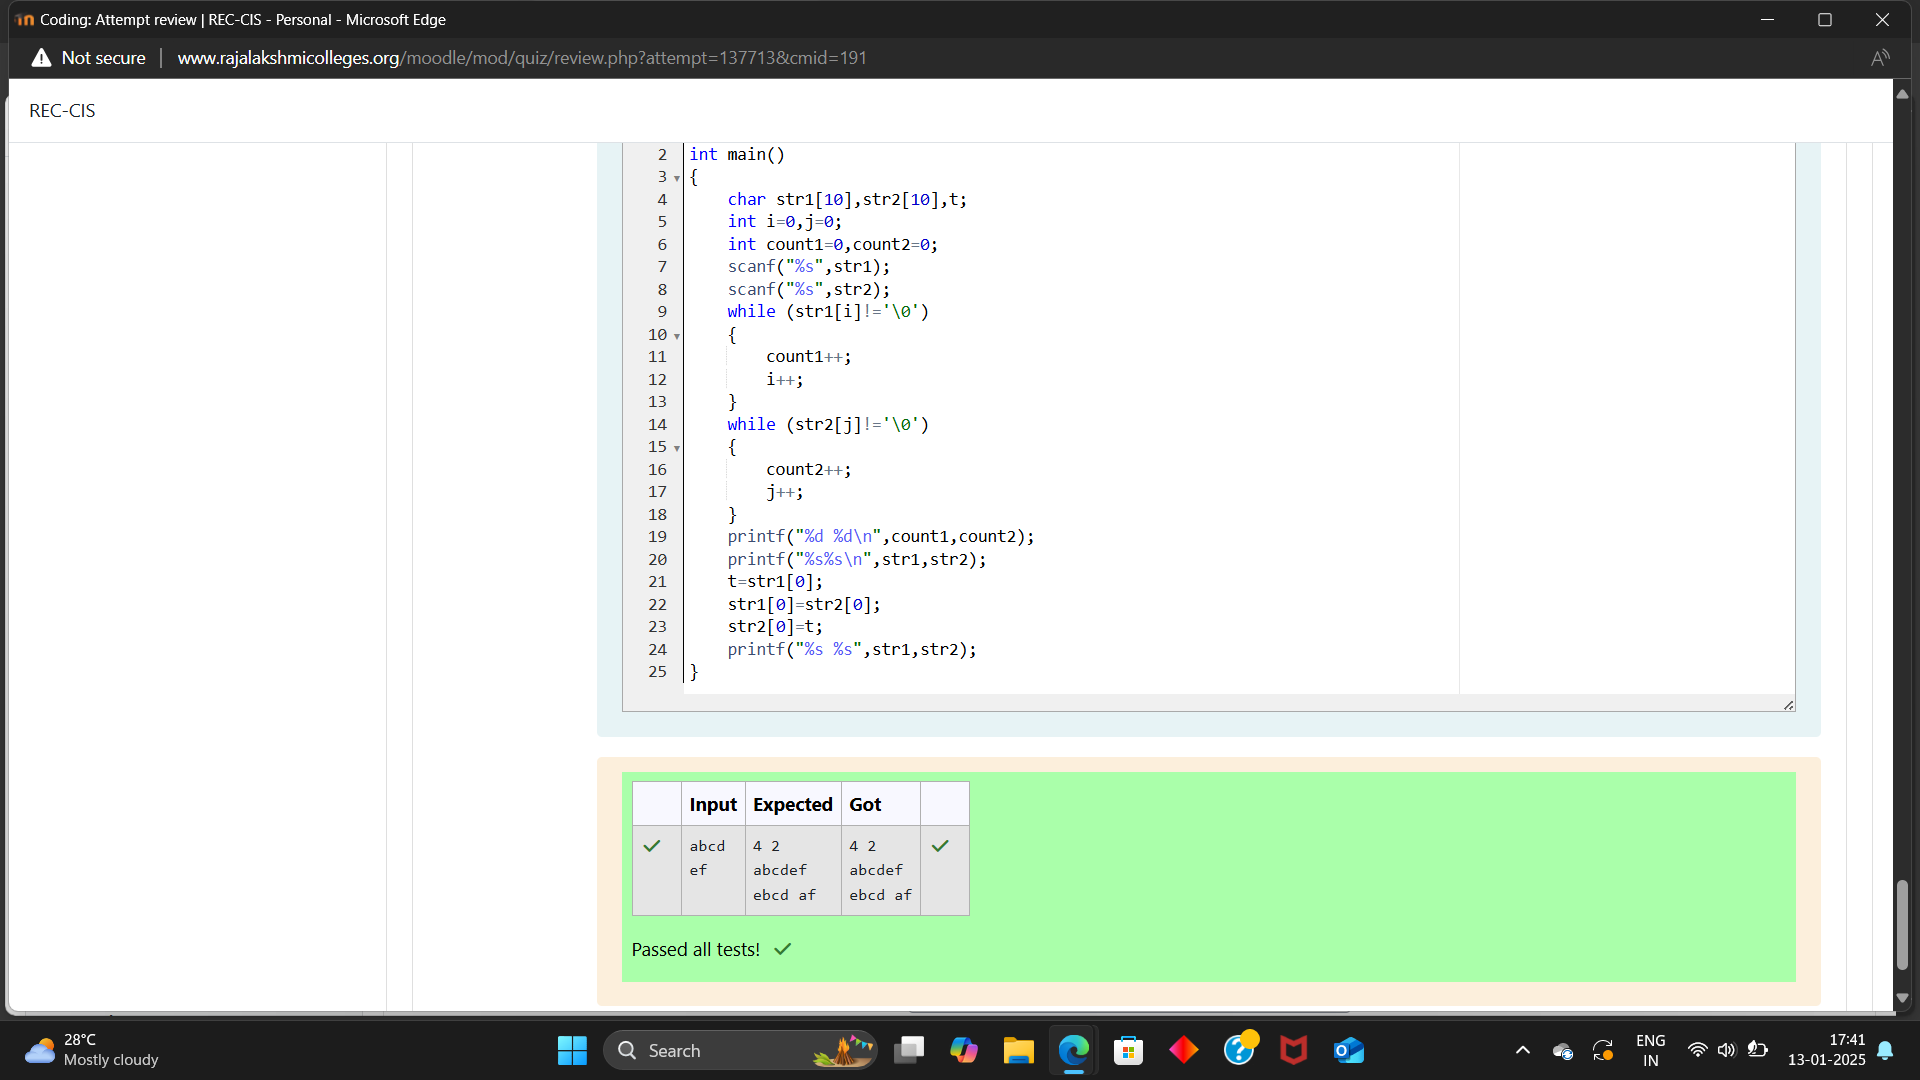 Coding: Attempt review | REC-CIS - Personal - Microsoft Edge
Not secure | www.rajalakshmicolleges.org/moodle/mod/quiz/review.php?attempt=137713&cmid=191
REC-CIS
2 int main()
3 {
4     char str1[10],str2[10],t;
5     int i=0,j=0;
6     int count1=0,count2=0;
7     scanf("%s",str1);
8     scanf("%s",str2);
9     while (str1[i]!='\0')
10     {
11         count1++;
12         i++;
13     }
14     while (str2[j]!='\0')
15     {
16         count2++;
17         j++;
18     }
19     printf("%d %d\n",count1,count2);
20     printf("%s%s\n",str1,str2);
21     t=str1[0];
22     str1[0]=str2[0];
23     str2[0]=t;
24     printf("%s %s",str1,str2);
25 }
Input Expected Got
abcd 4 2 4 2
ef abcdef abcdef
ebcd af ebcd af
Passed all tests!
28°C
Mostly cloudy
Search
ENG
IN
17:41
13-01-2025